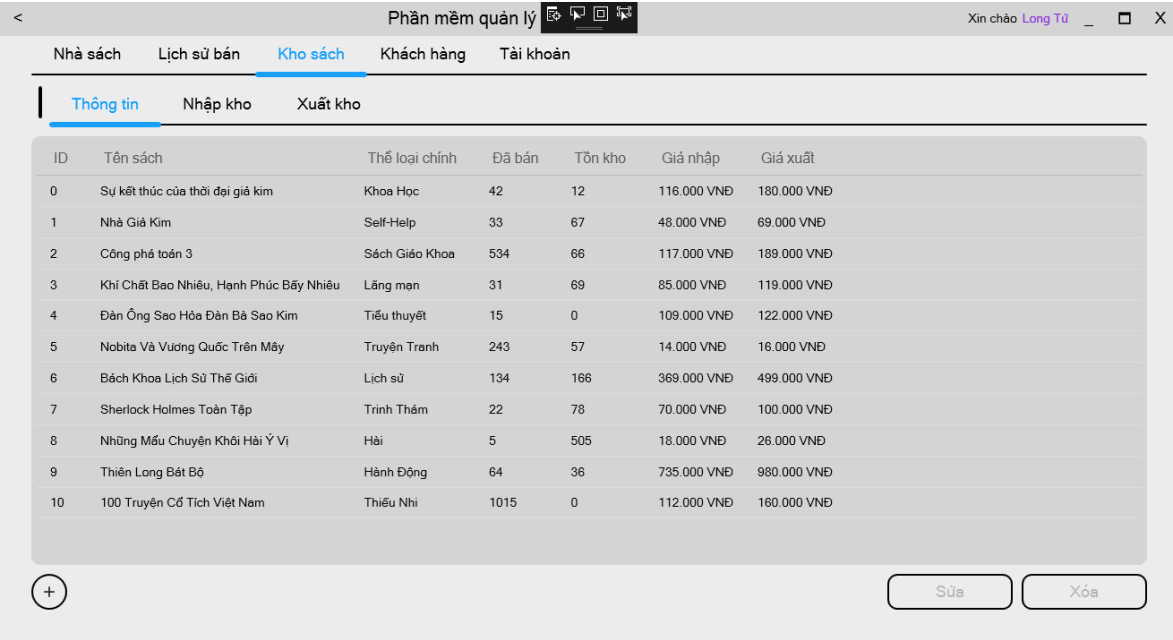 < Phần mềm quản lý Xin chào Long Tứ _ X
Nhà sách Lịch sử bán Kho sách Khách hàng Tài khoản
Thông tin Nhập kho Xuất kho
ID Tên sách Thể loại chính Đã bán Tồn kho Giá nhập Giá xuất
0 Sự kết thúc của thời đại giả kim Khoa Học 42 12 116.000 VNĐ 180.000 VNĐ
1 Nhà Giả Kim Self-Help 33 67 48.000 VNĐ 69.000 VNĐ
2 Công phá toán 3 Sách Giáo Khoa 534 66 117.000 VNĐ 189.000 VNĐ
3 Khí Chất Bao Nhiêu, Hạnh Phúc Bấy Nhiêu Lãng mạn 31 69 85.000 VNĐ 119.000 VNĐ
4 Đàn Ông Sao Hỏa Đàn Bà Sao Kim Tiểu thuyết 15 0 109.000 VNĐ 122.000 VNĐ
5 Nobita Và Vương Quốc Trên Mây Truyện Tranh 243 57 14.000 VNĐ 16.000 VNĐ
6 Bách Khoa Lịch Sử Thế Giới Lịch sử 134 166 369.000 VNĐ 499.000 VNĐ
7 Sherlock Holmes Toàn Tập Trinh Thám 22 78 70.000 VNĐ 100.000 VNĐ
8 Những Mẩu Chuyện Khôi Hài Ý Vị Hài 5 505 18.000 VNĐ 26.000 VNĐ
9 Thiên Long Bát Bộ Hành Động 64 36 735.000 VNĐ 980.000 VNĐ
10 100 Truyện Cổ Tích Việt Nam Thiếu Nhi 1015 0 112.000 VNĐ 160.000 VNĐ
+ Sửa Xóa